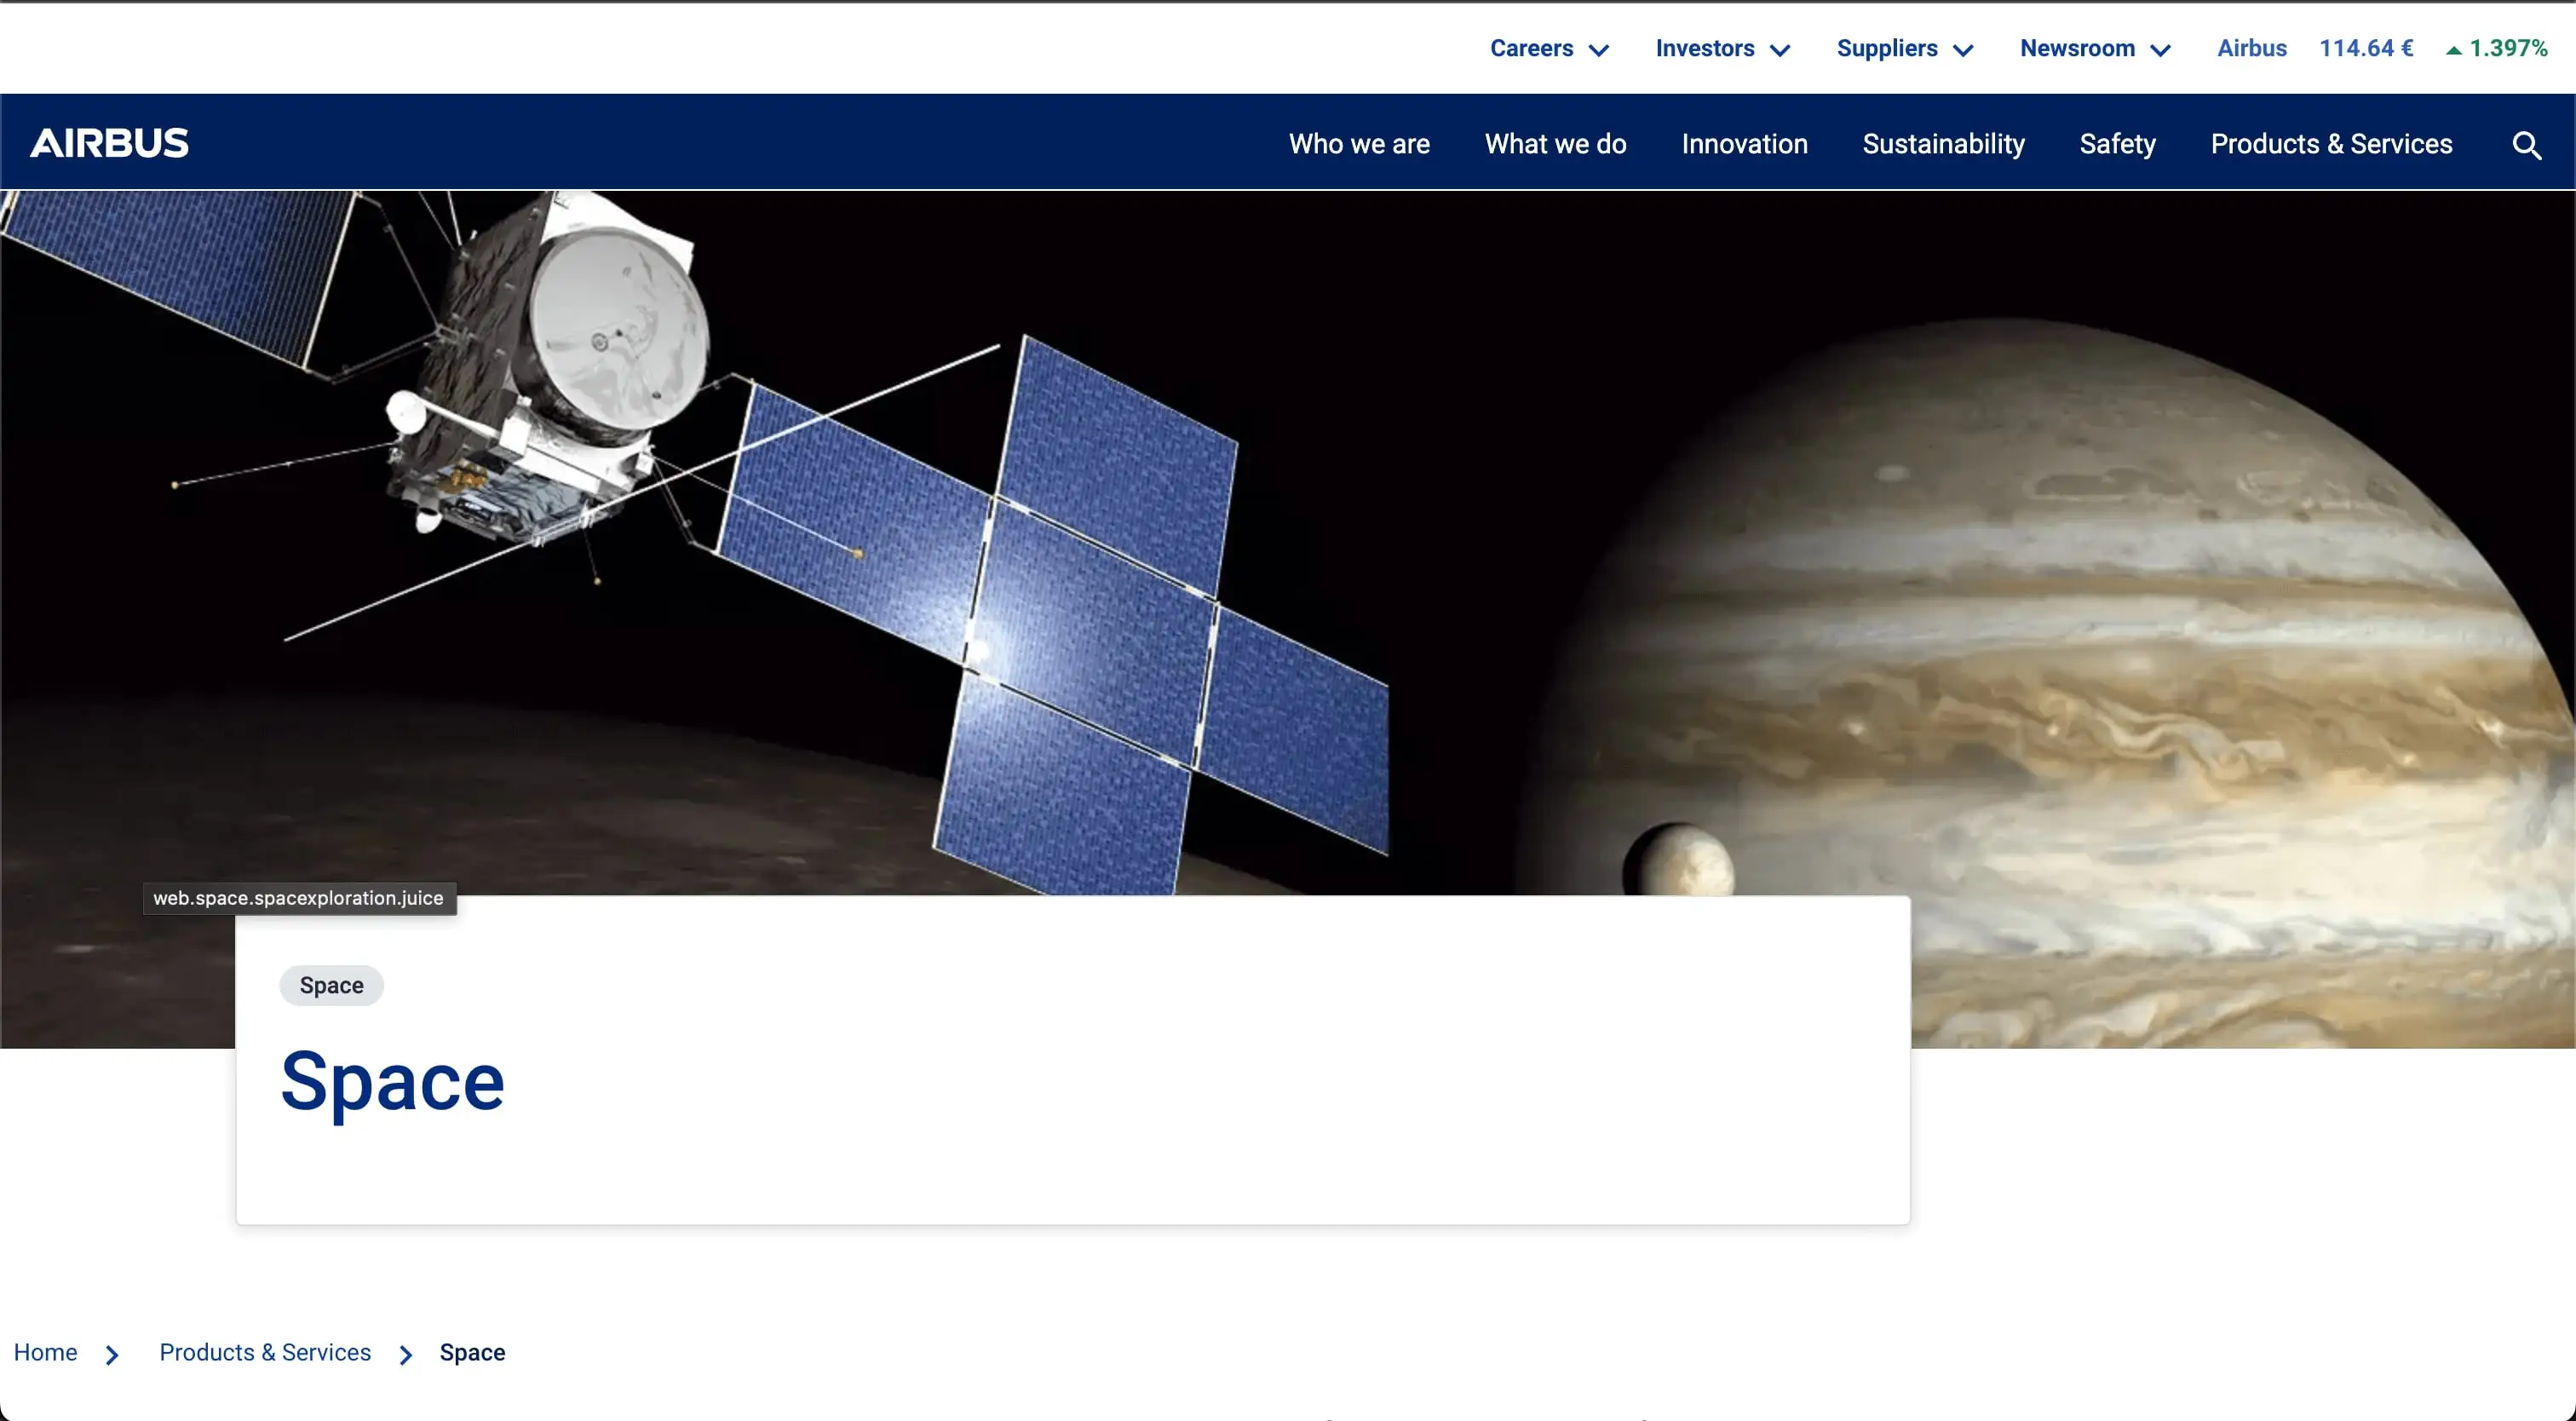 Careers Investors Suppliers Newsroom Airbus 114.64 € 1.397%
AIRBUS Who we are What we do Innovation Sustainability Safety Products & Services
web.space.spacexploration.juice
Space
Space
Home Products & Services Space